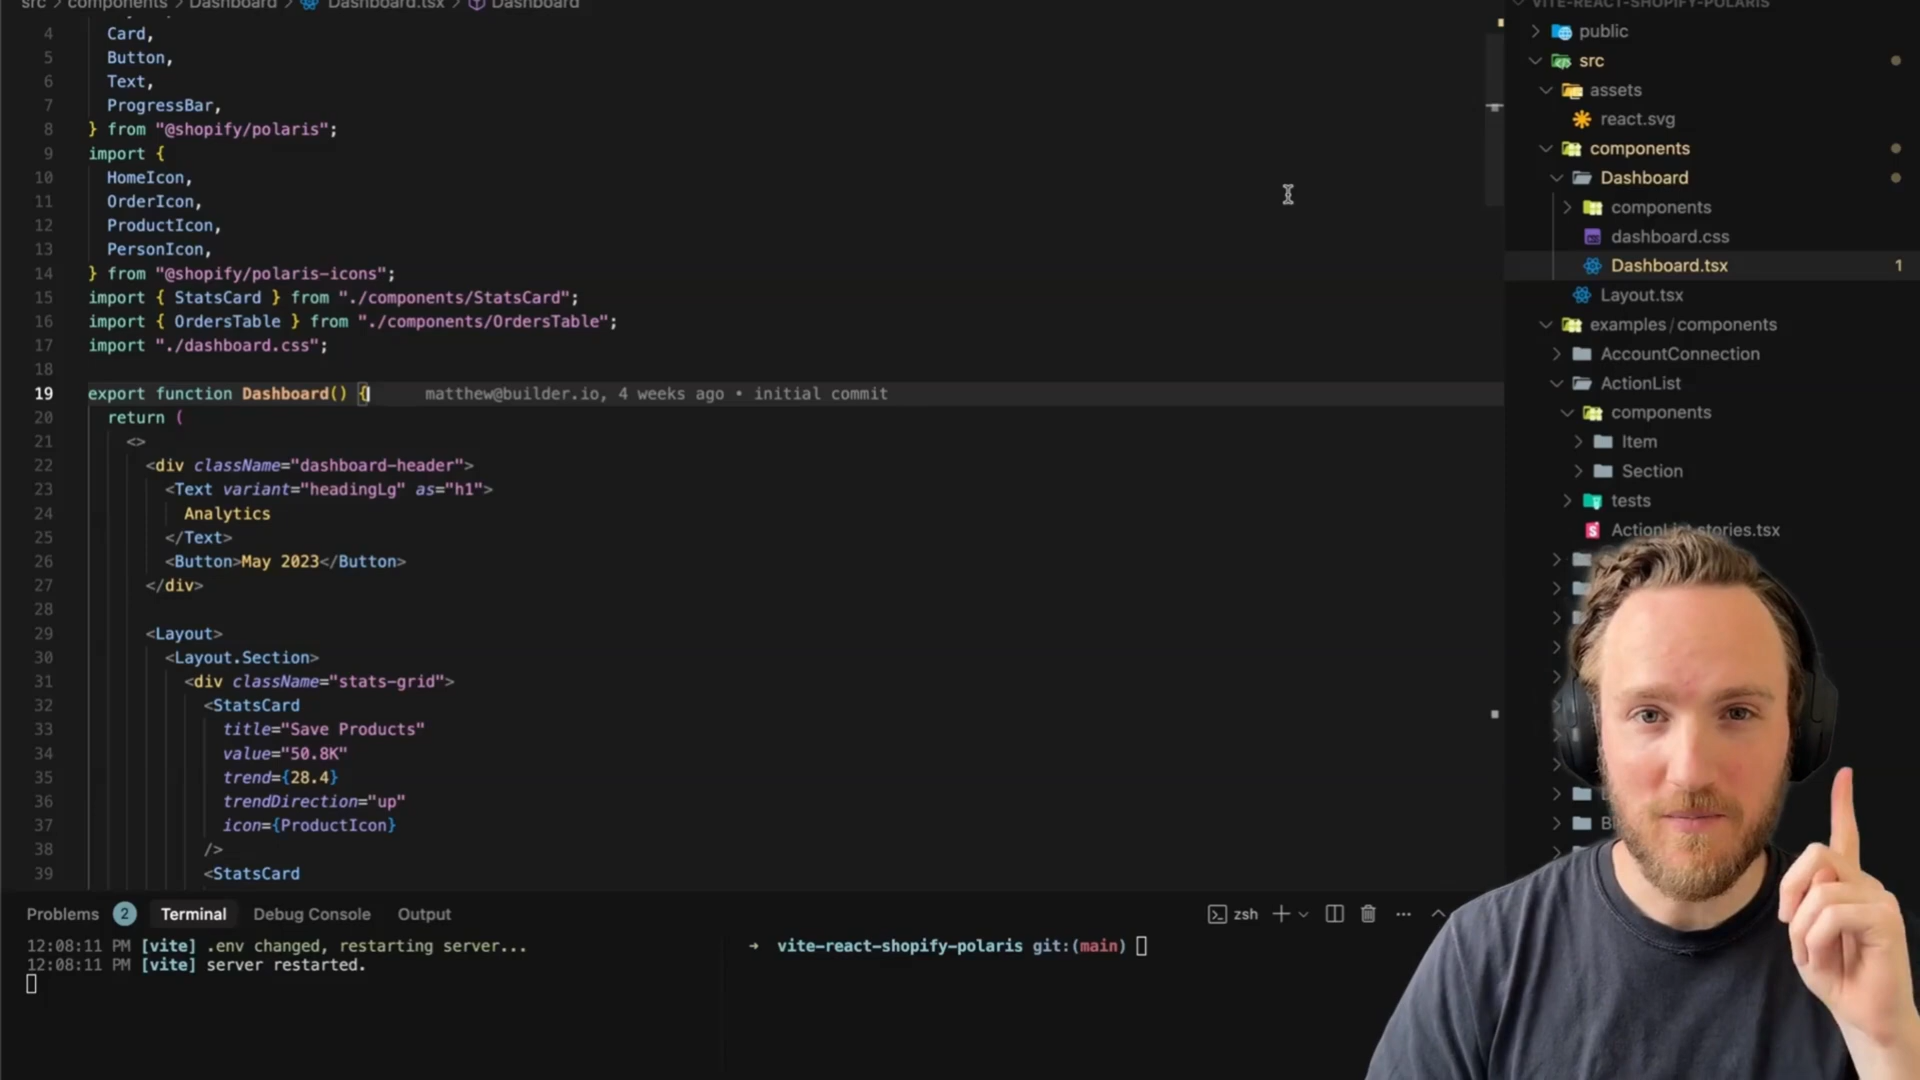 src > components > Dashboard > Dashboard.tsx > Dashboard
4 Card,
5 Button,
6 Text,
7 ProgressBar,
8 } from "@shopify/polaris";
9 import {
10 HomeIcon,
11 OrderIcon,
12 ProductIcon,
13 PersonIcon,
14 } from "@shopify/polaris-icons";
15 import { StatsCard } from "./components/StatsCard";
16 import { OrdersTable } from "./components/OrdersTable";
17 import "./dashboard.css";
18
19 export function Dashboard() { matthew@builder.io, 4 weeks ago • initial commit
20 return (
21 <>
22 <div className="dashboard-header">
23 <Text variant="headingLg" as="h1">
24 Analytics
25 </Text>
26 <Button>May 2023</Button>
27 </div>
28
29 <Layout>
30 <Layout.Section>
31 <div className="stats-grid">
32 <StatsCard
33 title="Save Products"
34 value="50.8K"
35 trend={28.4}
36 trendDirection="up"
37 icon={ProductIcon}
38 />
39 <StatsCard
Problems 2 Terminal Debug Console Output zsh
12:08:11 PM [vite] .env changed, restarting server...
12:08:11 PM [vite] server restarted.
→ vite-react-shopify-polaris git:(main)
VITE-REACT-SHOPIFY-POLARIS
public
src
assets
react.svg
components
Dashboard
components
dashboard.css
Dashboard.tsx 1
Layout.tsx
examples/components
AccountConnection
ActionList
components
Item
Section
tests
ActionList.stories.tsx